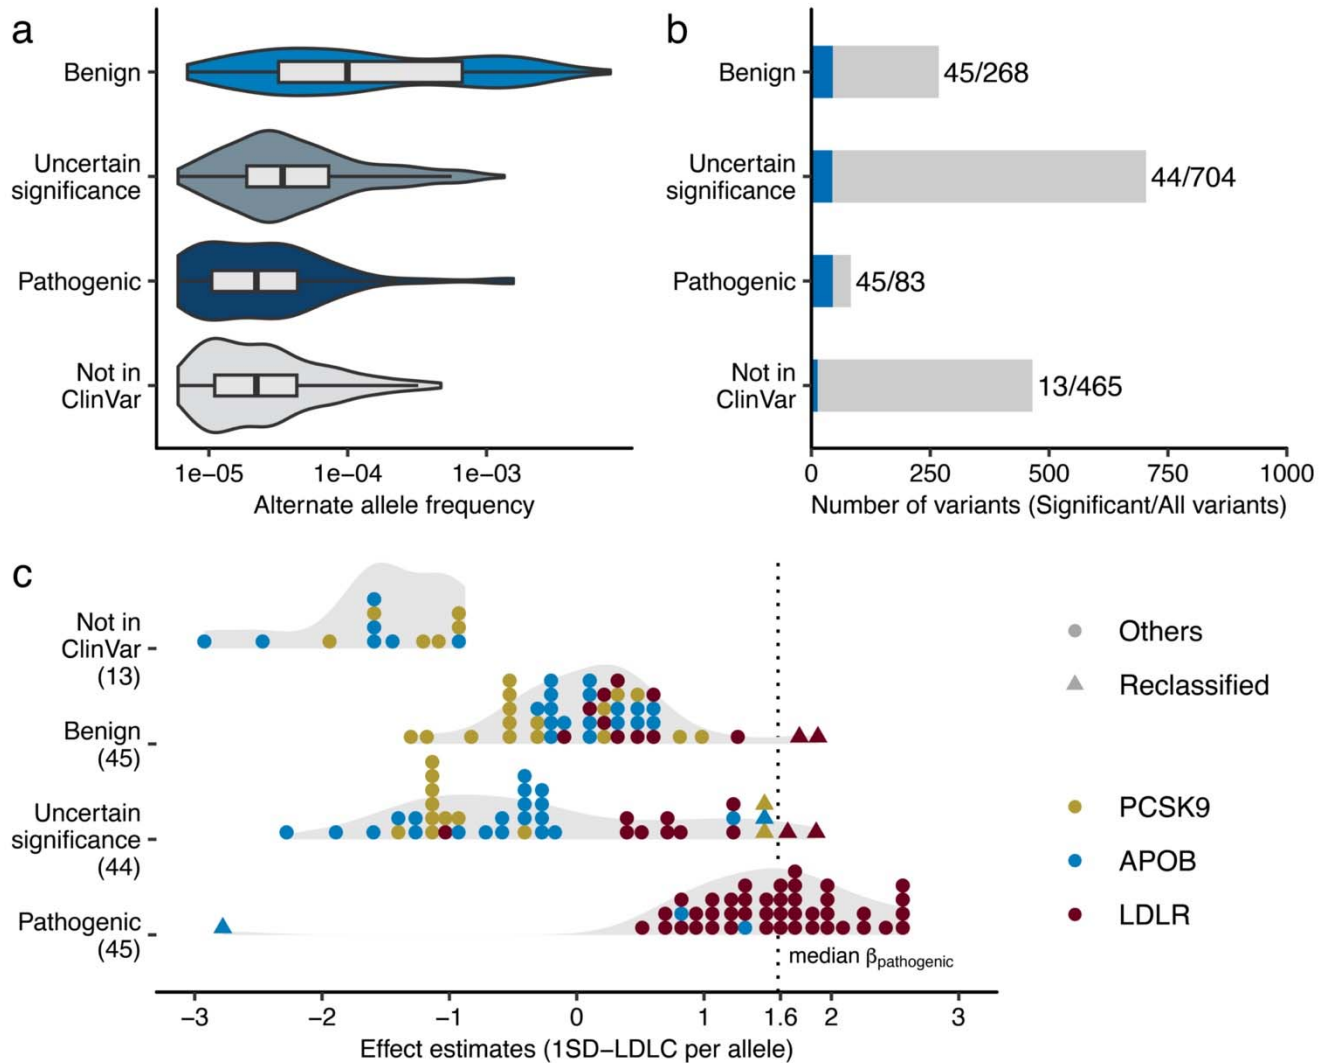 a
Benign
Uncertain
significance
Pathogenic
Not in
ClinVar
1e−05
1e−04
1e−03
Alternate allele frequency
b
Benign
45/268
Uncertain
significance
44/704
Pathogenic
45/83
Not in
ClinVar
13/465
0
250
500
750
1000
Number of variants (Significant/All variants)
c
Not in
ClinVar
(13)
Benign
(45)
Uncertain
significance
(44)
Pathogenic
(45)
median βpathogenic
−3
−2
−1
0
1
1.6
2
3
Effect estimates (1SD−LDLC per allele)
Others
Reclassified
PCSK9
APOB
LDLR